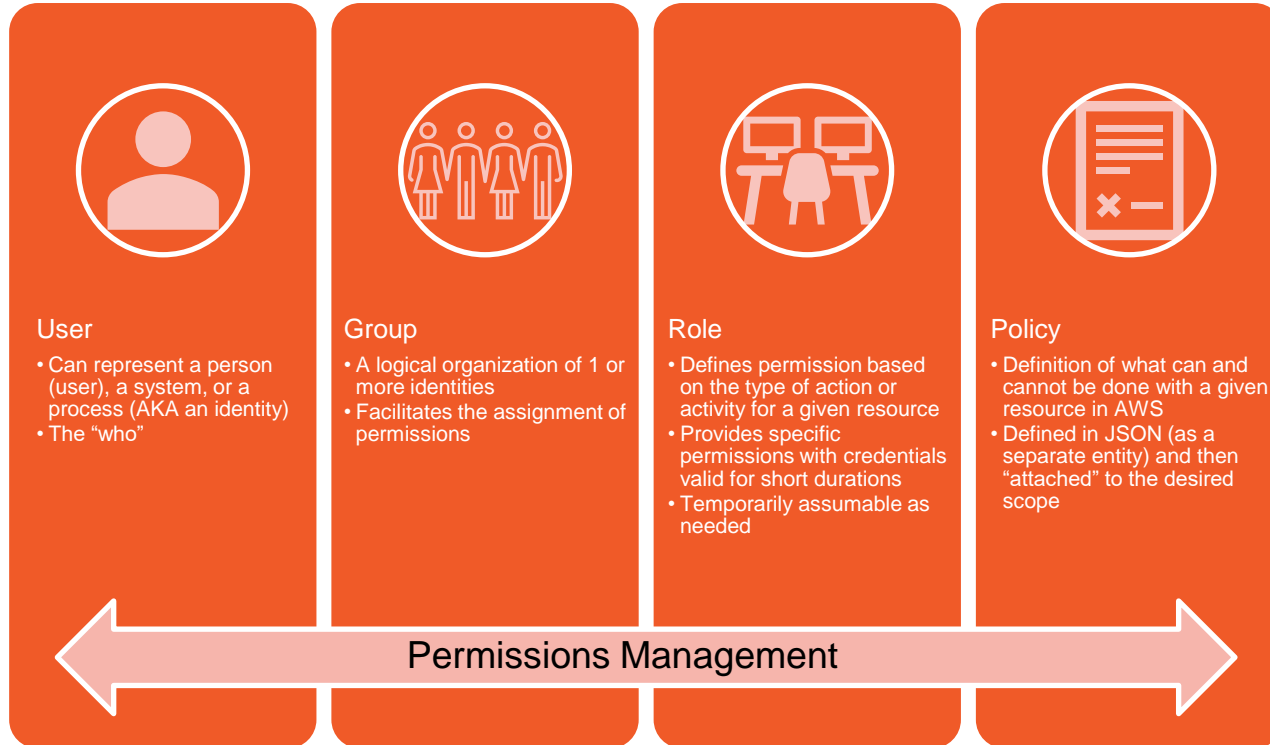 User
• Can represent a person
(user), a system, or a
process (AKA an identity)
• The “who”
Group
• A logical organization of 1 or
more identities
• Facilitates the assignment of
permissions
Role
• Defines permission based
on the type of action or
activity for a given resource
• Provides specific
permissions with credentials
valid for short durations
• Temporarily assumable as
needed
Policy
• Definition of what can and
cannot be done with a given
resource in AWS
• Defined in JSON (as a
separate entity) and then
“attached” to the desired
scope
Permissions Management